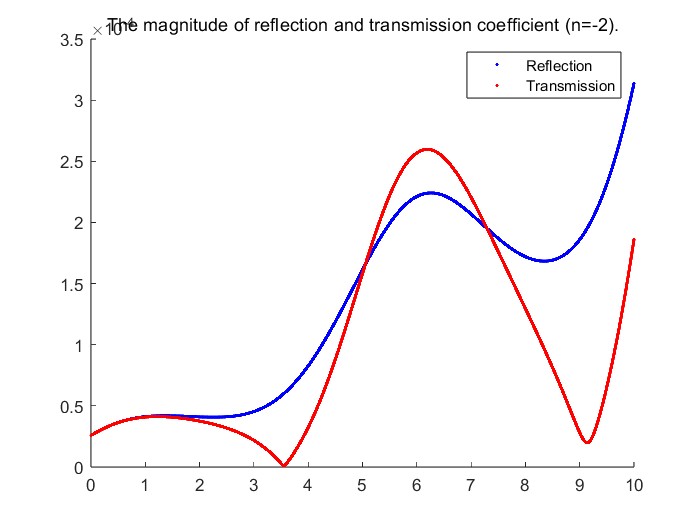 The magnitude of reflection and transmission coefficient (n=-2).
3.5
3
2.5
2
1.5
1
0.5
0
Reflection
Transmission
0 1 2 3 4 5 6 7 8 9 10